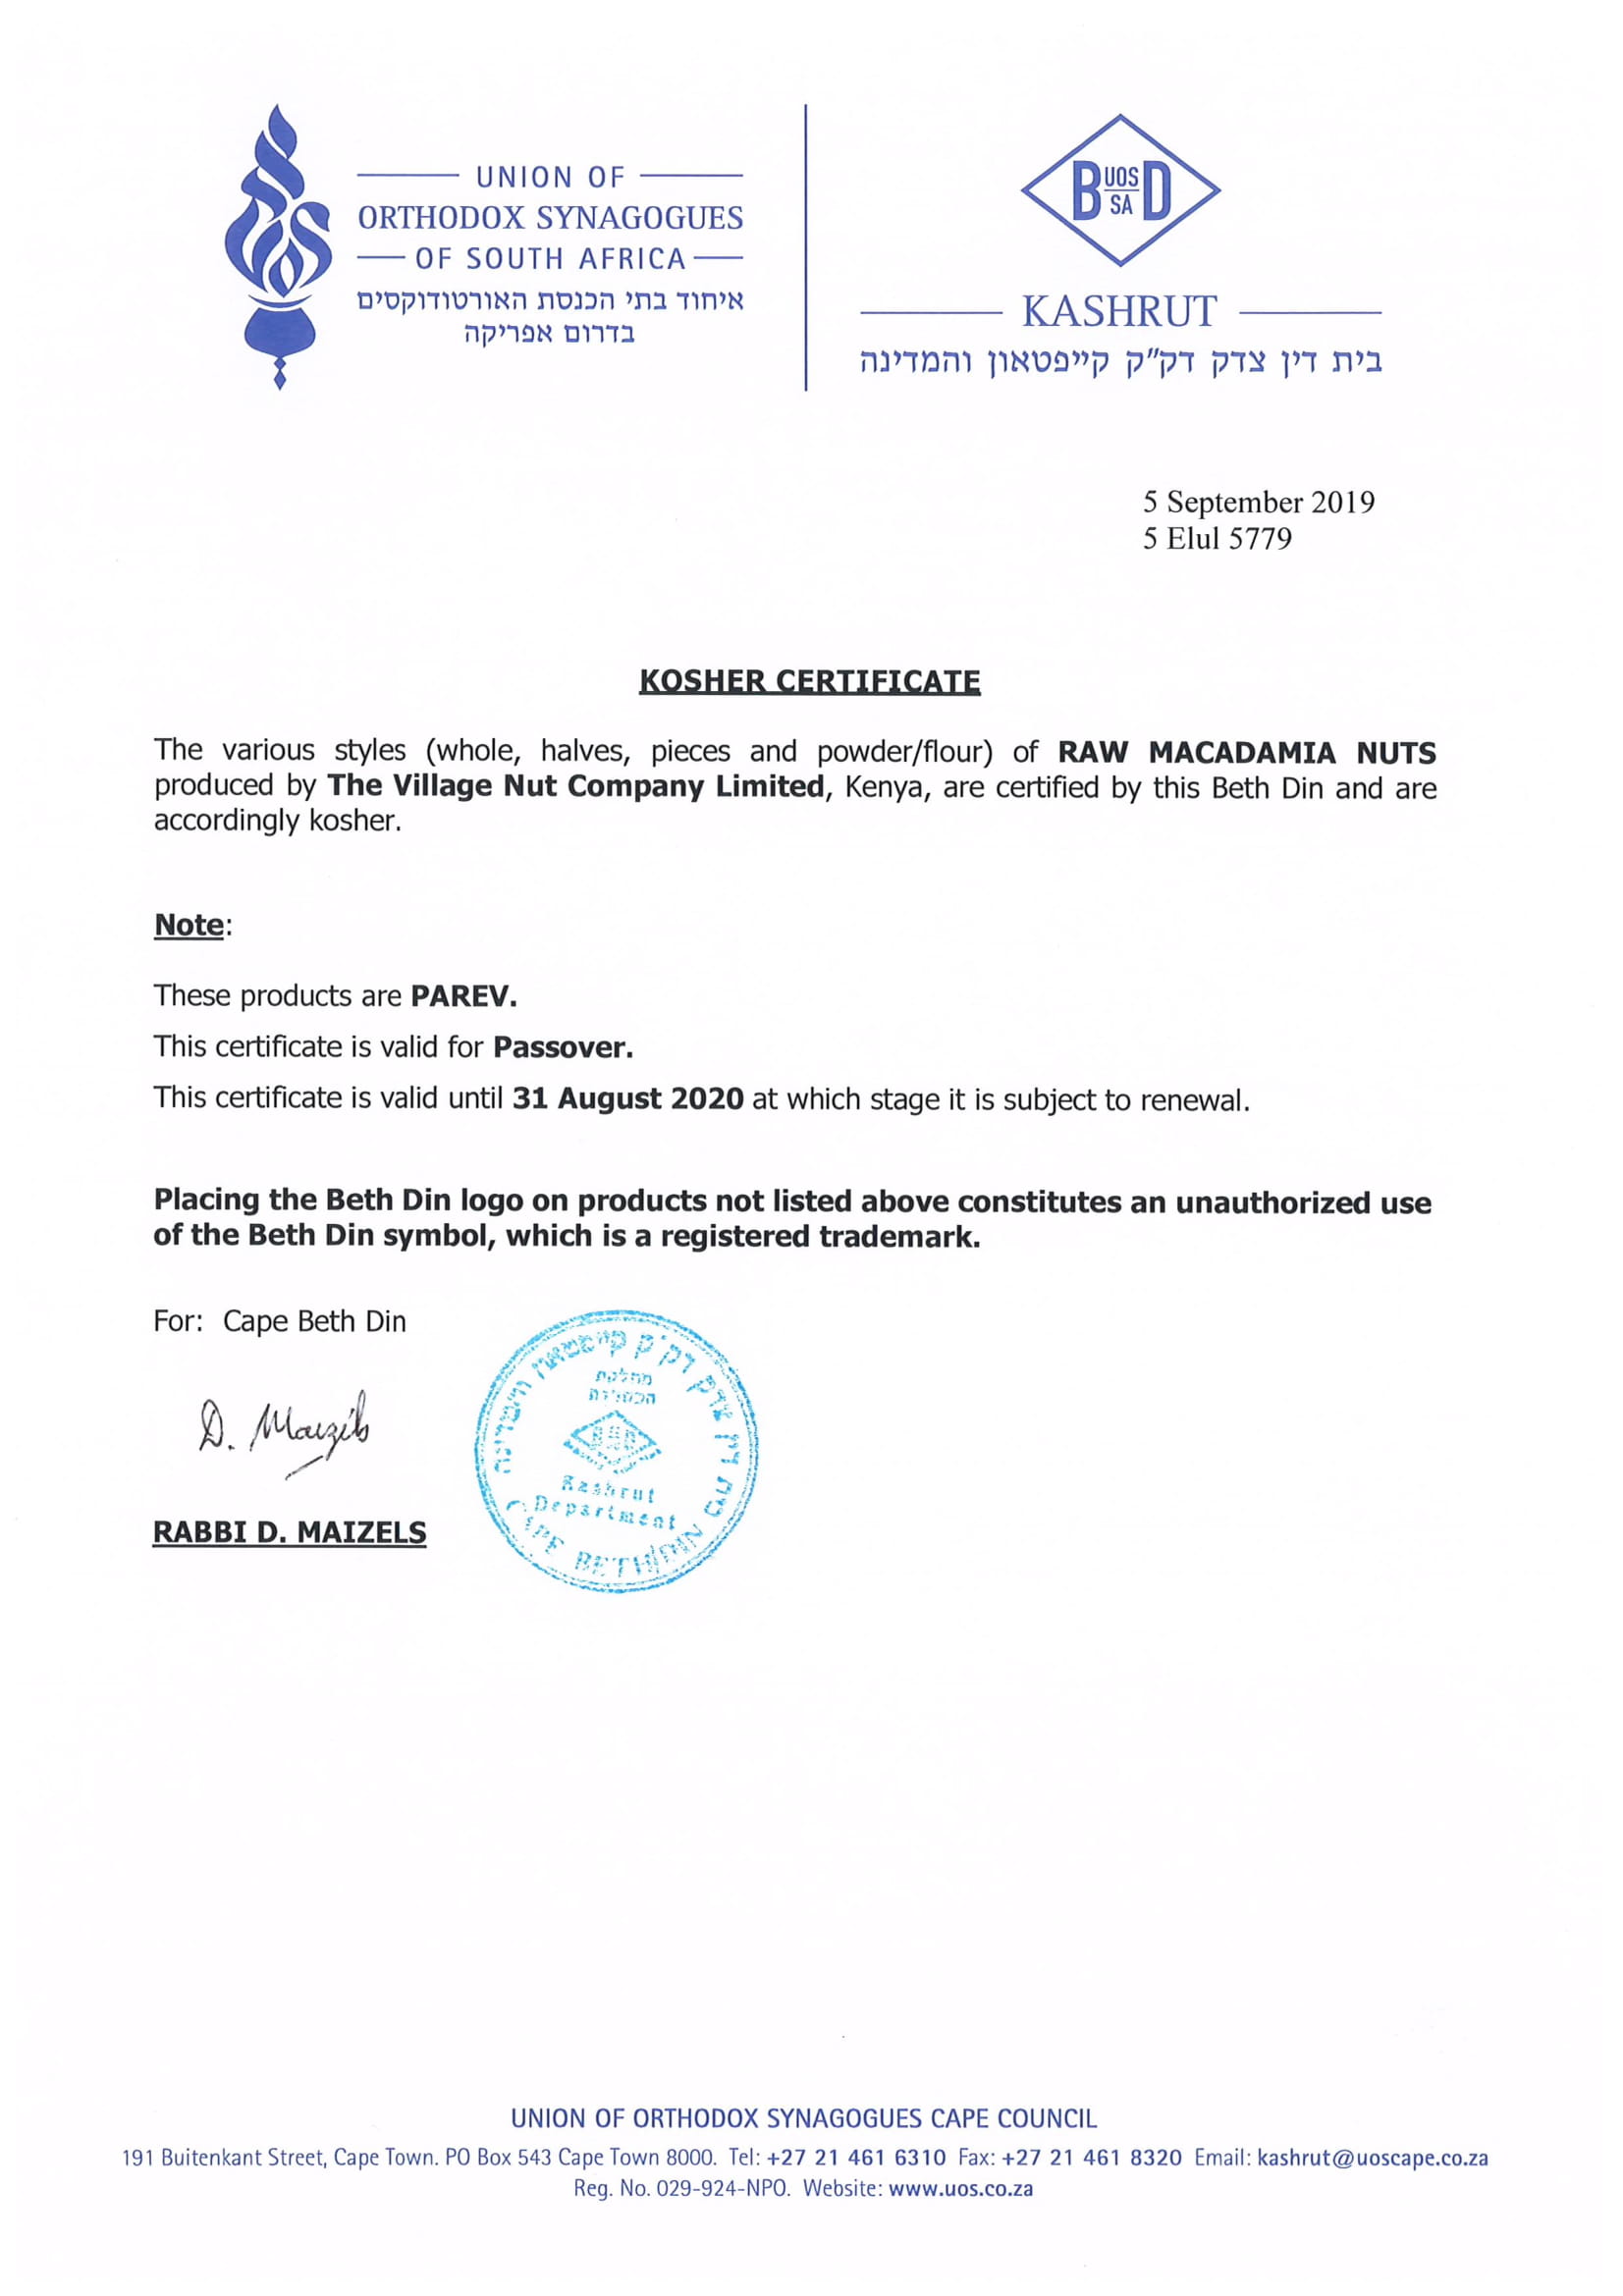 UNION OF
ORTHODOX SYNAGOGUES
OF SOUTH AFRICA
איחוד בתי הכנסת האורטודוקסים
בדרום אפריקה
B UOS SA D
KASHRUT
בית דין צדק דק"ק קייפטאון והמדינה
5 September 2019
5 Elul 5779
KOSHER CERTIFICATE
The various styles (whole, halves, pieces and powder/flour) of RAW MACADAMIA NUTS
produced by The Village Nut Company Limited, Kenya, are certified by this Beth Din and are
accordingly kosher.
Note:
These products are PAREV.
This certificate is valid for Passover.
This certificate is valid until 31 August 2020 at which stage it is subject to renewal.
Placing the Beth Din logo on products not listed above constitutes an unauthorized use
of the Beth Din symbol, which is a registered trademark.
For: Cape Beth Din
D. Maizels
RABBI D. MAIZELS
מחלקת
הכשרות
Kashrut
Department
CAPE BETH DIN
UNION OF ORTHODOX SYNAGOGUES CAPE COUNCIL
191 Buitenkant Street, Cape Town. PO Box 543 Cape Town 8000. Tel: +27 21 461 6310 Fax: +27 21 461 8320 Email: kashrut@uoscape.co.za
Reg. No. 029-924-NPO. Website: www.uos.co.za